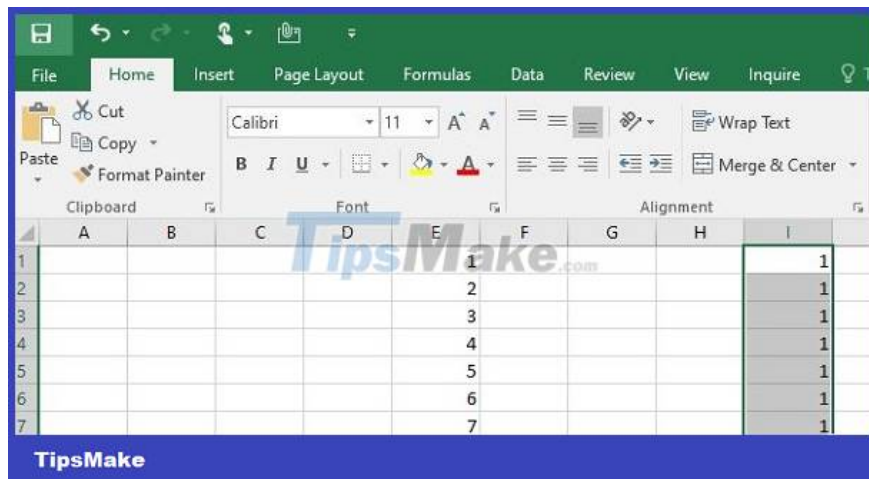 File Home Insert Page Layout Formulas Data Review View Inquire
Cut
Calibri 11 A A Wrap Text
Copy
Paste
B I U A Merge & Center
Format Painter
Clipboard Font Alignment
A B C D E F G H I
TipsMake.com
1 1 1
2 2 1
3 3 1
4 4 1
5 5 1
6 6 1
7 7 1
TipsMake